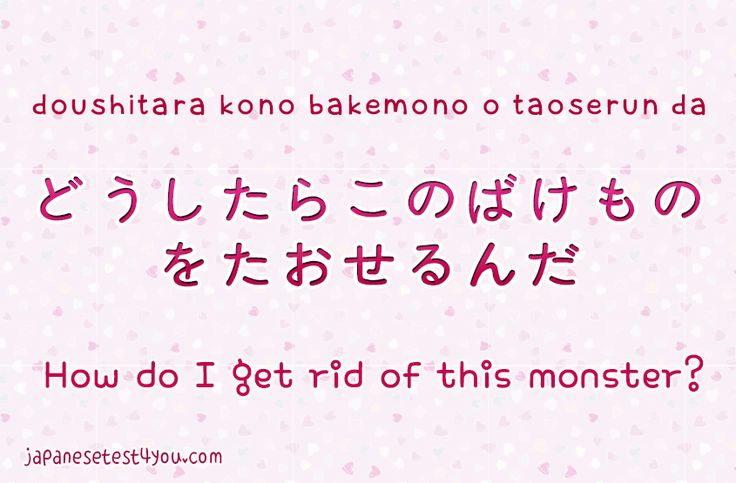 doushitara kono bakemono o taoserun da
どうしたらこのばけもの
をたおせるんだ
How do I get rid of this monster?
japanesetest4you.com